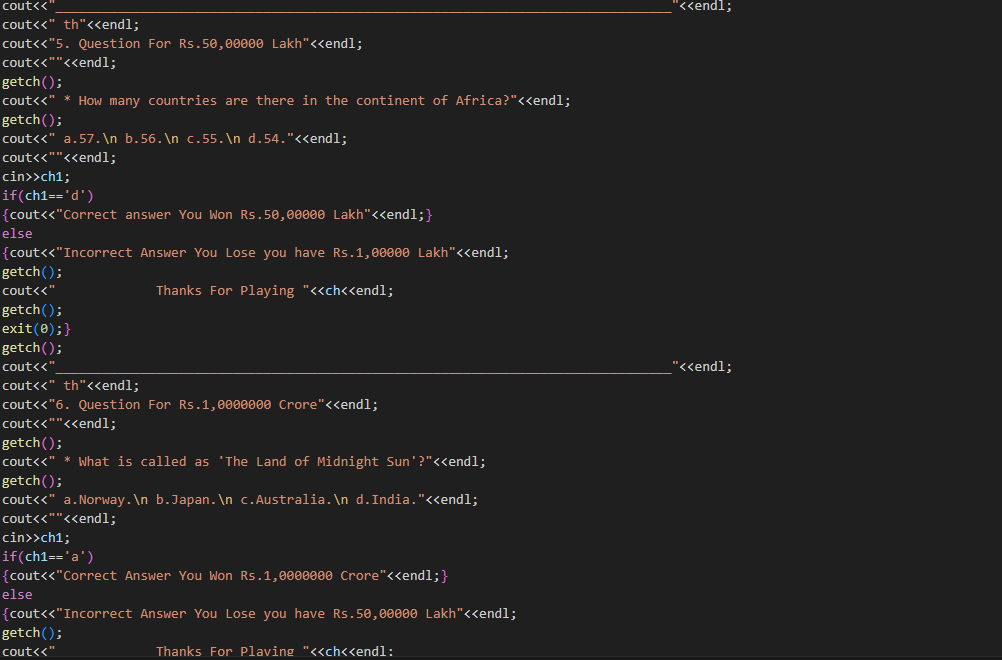 cout<<"________________________________________________________________________________"<<endl;
cout<<" th"<<endl;
cout<<"5. Question For Rs.50,00000 Lakh"<<endl;
cout<<""<<endl;
getch();
cout<<" * How many countries are there in the continent of Africa?"<<endl;
getch();
cout<<" a.57.\n b.56.\n c.55.\n d.54."<<endl;
cout<<""<<endl;
cin>>ch1;
if(ch1=='d')
{cout<<"Correct answer You Won Rs.50,00000 Lakh"<<endl;}
else
{cout<<"Incorrect Answer You Lose you have Rs.1,00000 Lakh"<<endl;
getch();
cout<<"             Thanks For Playing "<<ch<<endl;
getch();
exit(0);}
getch();
cout<<"________________________________________________________________________________"<<endl;
cout<<" th"<<endl;
cout<<"6. Question For Rs.1,0000000 Crore"<<endl;
cout<<""<<endl;
getch();
cout<<" * What is called as 'The Land of Midnight Sun'?"<<endl;
getch();
cout<<" a.Norway.\n b.Japan.\n c.Australia.\n d.India."<<endl;
cout<<""<<endl;
cin>>ch1;
if(ch1=='a')
{cout<<"Correct Answer You Won Rs.1,0000000 Crore"<<endl;}
else
{cout<<"Incorrect Answer You Lose you have Rs.50,00000 Lakh"<<endl;
getch();
cout<<"             Thanks For Playing "<<ch<<endl;